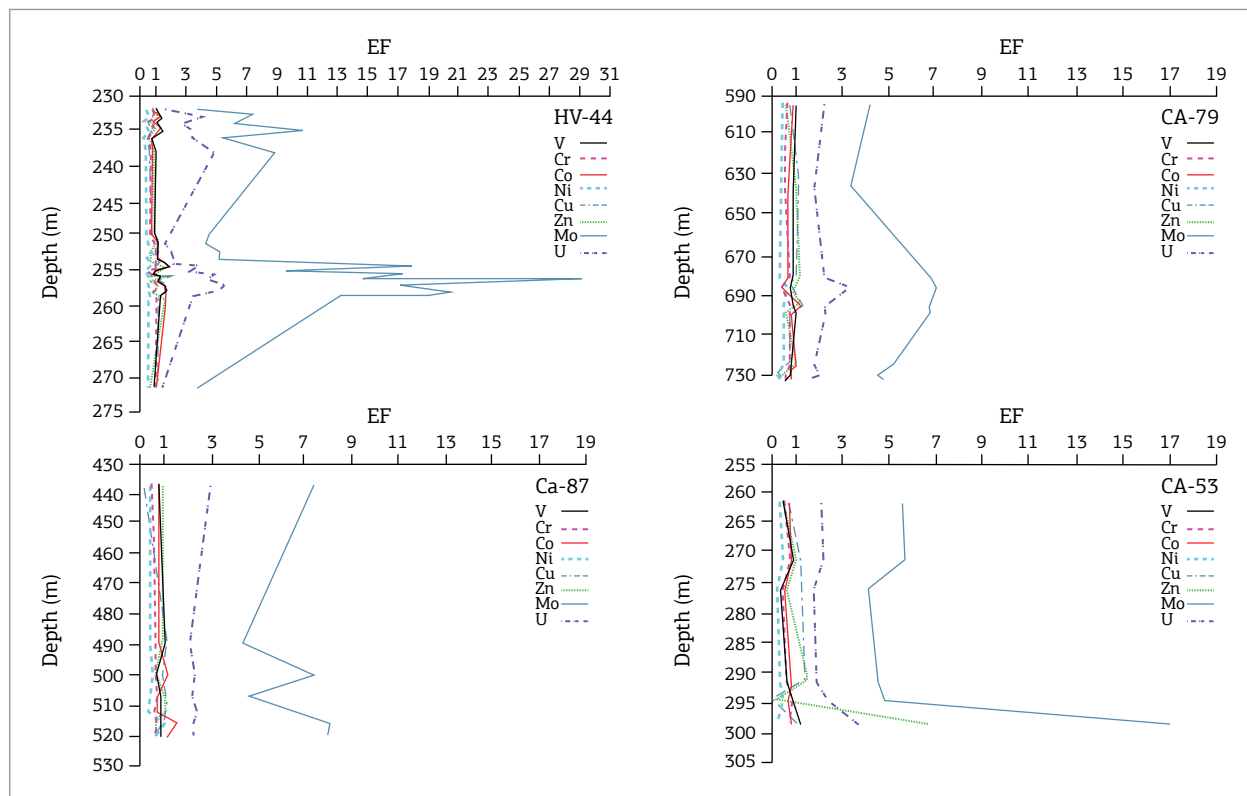 EF
0 1 3 5 7 9 11 13 15 17 19 21 23 25 27 29 31
230
235
240
245
250
255
260
265
270
275
Depth (m)
HV-44
V
Cr
Co
Ni
Cu
Zn
Mo
U
EF
0 1 3 5 7 9 11 13 15 17 19
590
610
630
650
670
690
710
730
Depth (m)
CA-79
V
Cr
Co
Ni
Cu
Zn
Mo
U
EF
0 1 3 5 7 9 11 13 15 17 19
430
440
450
460
470
480
490
500
510
520
530
Depth (m)
Ca-87
V
Cr
Co
Ni
Cu
Zn
Mo
U
EF
0 1 3 5 7 9 11 13 15 17 19
255
260
265
270
275
280
285
290
295
300
305
Depth (m)
CA-53
V
Cr
Co
Ni
Cu
Zn
Mo
U